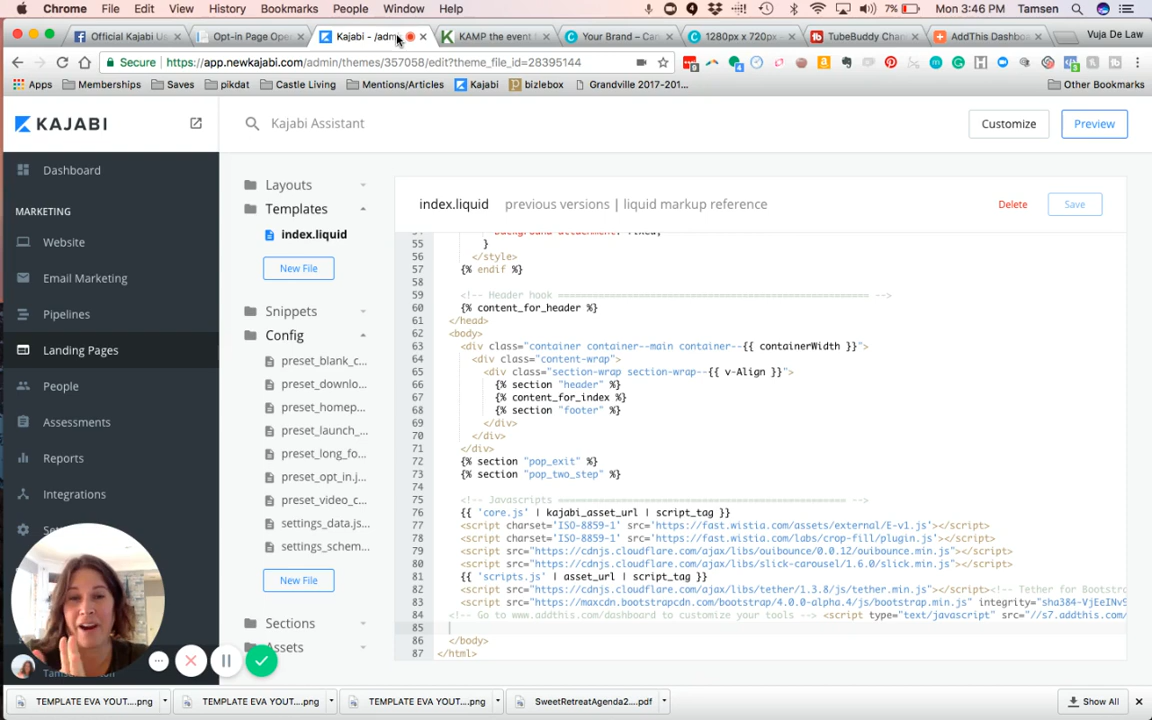 Chrome File Edit View History Bookmarks People Window Help 7% Mon 3:46 PM Tamsen
Official Kajabi Us Opt-in Page Ope Kajabi - /adm KAMP the event Your Brand – Can 1280px x 720px TubeBuddy Chan AddThis Dashbo Vuja De Law
Secure https://app.newkajabi.com/admin/themes/357058/edit?theme_file_id=28395144
Apps Memberships Saves pikdat Castle Living Mentions/Articles Kajabi bizlebox Grandville 2017-201... Other Bookmarks
KAJABI
Kajabi Assistant
Customize
Preview
Dashboard
MARKETING
Website
Email Marketing
Pipelines
Landing Pages
People
Assessments
Reports
Integrations
Layouts
Templates
index.liquid
New File
Snippets
Config
preset_blank_c...
preset_downlo...
preset_homep...
preset_launch_...
preset_long_fo...
preset_opt_in.j...
preset_video_c...
settings_data.js...
settings_schem...
New File
Sections
Assets
index.liquid previous versions | liquid markup reference
Delete
Save
55 }
56 </style>
57 {% endif %}
58
59 <!-- Header hook ================================================ -->
60 {% content_for_header %}
61 </head>
62 <body>
63 <div class="container container--main container--{{ containerWidth }}">
64 <div class="content-wrap">
65 <div class="section-wrap section-wrap--{{ v-Align }}">
66 {% section "header" %}
67 {% content_for_index %}
68 {% section "footer" %}
69 </div>
70 </div>
71 </div>
72 {% section "pop_exit" %}
73 {% section "pop_two_step" %}
74
75 <!-- Javascripts ============================================ -->
76 {{ 'core.js' | kajabi_asset_url | script_tag }}
77 <script charset='ISO-8859-1' src='https://fast.wistia.com/assets/external/E-v1.js'></script>
78 <script charset='ISO-8859-1' src='https://fast.wistia.com/labs/crop-fill/plugin.js'></script>
79 <script src="https://cdnjs.cloudflare.com/ajax/libs/ouibounce/0.0.12/ouibounce.min.js"></script>
80 <script src="https://cdnjs.cloudflare.com/ajax/libs/slick-carousel/1.6.0/slick.min.js"></script>
81 {{ 'scripts.js' | asset_url | script_tag }}
82 <script src="https://cdnjs.cloudflare.com/ajax/libs/tether/1.3.8/js/tether.min.js"></script><!-- Tether for Bootstr
83 <script src="https://maxcdn.bootstrapcdn.com/bootstrap/4.0.0-alpha.4/js/bootstrap.min.js" integrity="sha384-VjEeINv9
84 <!-- Go to www.addthis.com/dashboard to customize your tools --> <script type="text/javascript" src="//s7.addthis.com/
85
86 </body>
87 </html>
TEMPLATE EVA YOUT....png TEMPLATE EVA YOUT....png TEMPLATE EVA YOUT....png SweetRetreatAgenda2....pdf Show All